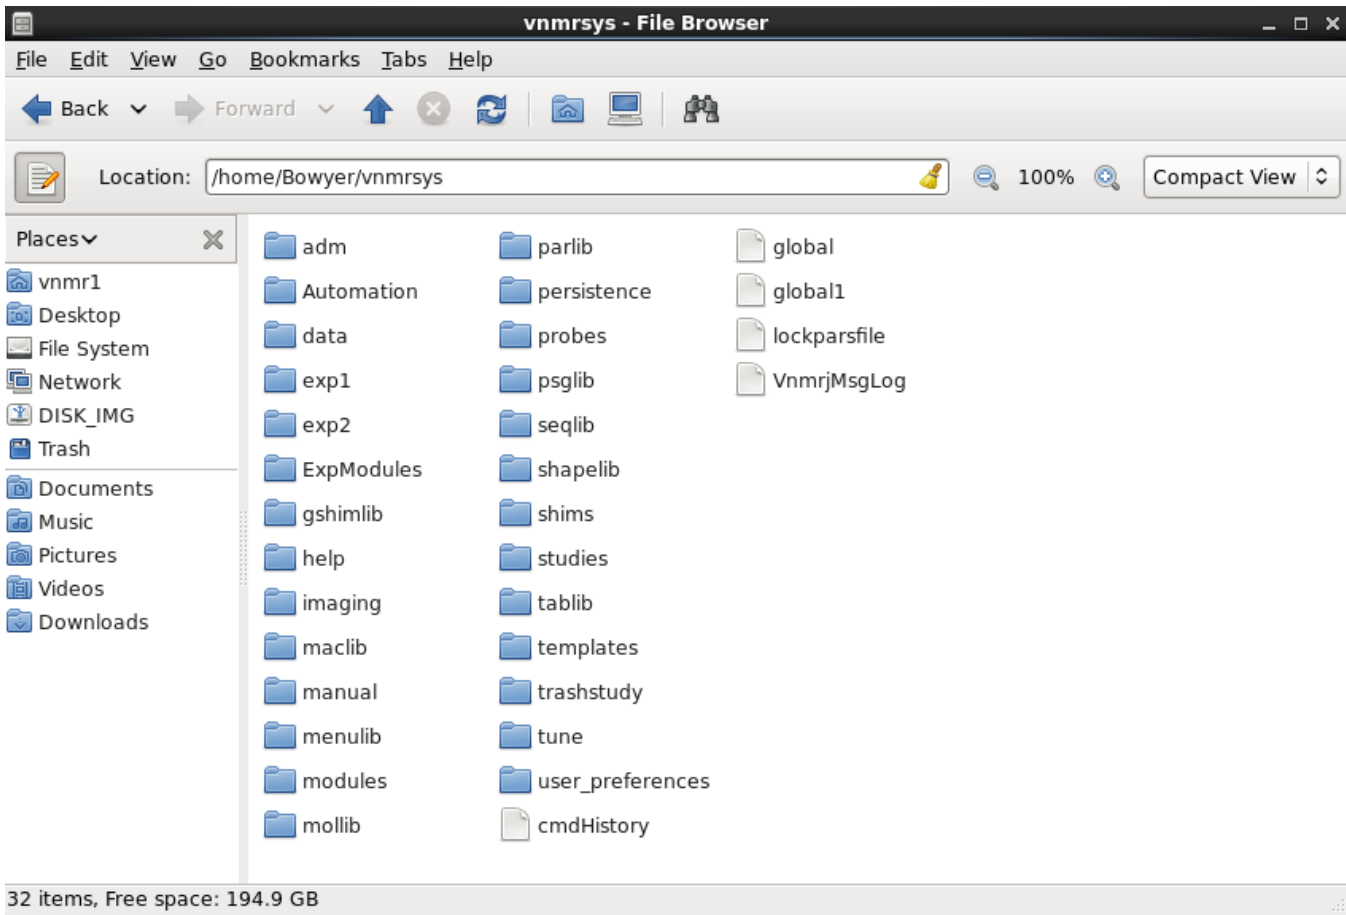 vnmrsys - File Browser
File Edit View Go Bookmarks Tabs Help
Back Forward
Location: /home/Bowyer/vnmrsys 100% Compact View
Places
vnmr1
Desktop
File System
Network
DISK_IMG
Trash
Documents
Music
Pictures
Videos
Downloads
adm
Automation
data
exp1
exp2
ExpModules
gshimlib
help
imaging
maclib
manual
menulib
modules
mollib
parlib
persistence
probes
psglib
seqlib
shapelib
shims
studies
tablib
templates
trashstudy
tune
user_preferences
cmdHistory
global
global1
lockparsfile
VnmrjMsgLog
32 items, Free space: 194.9 GB